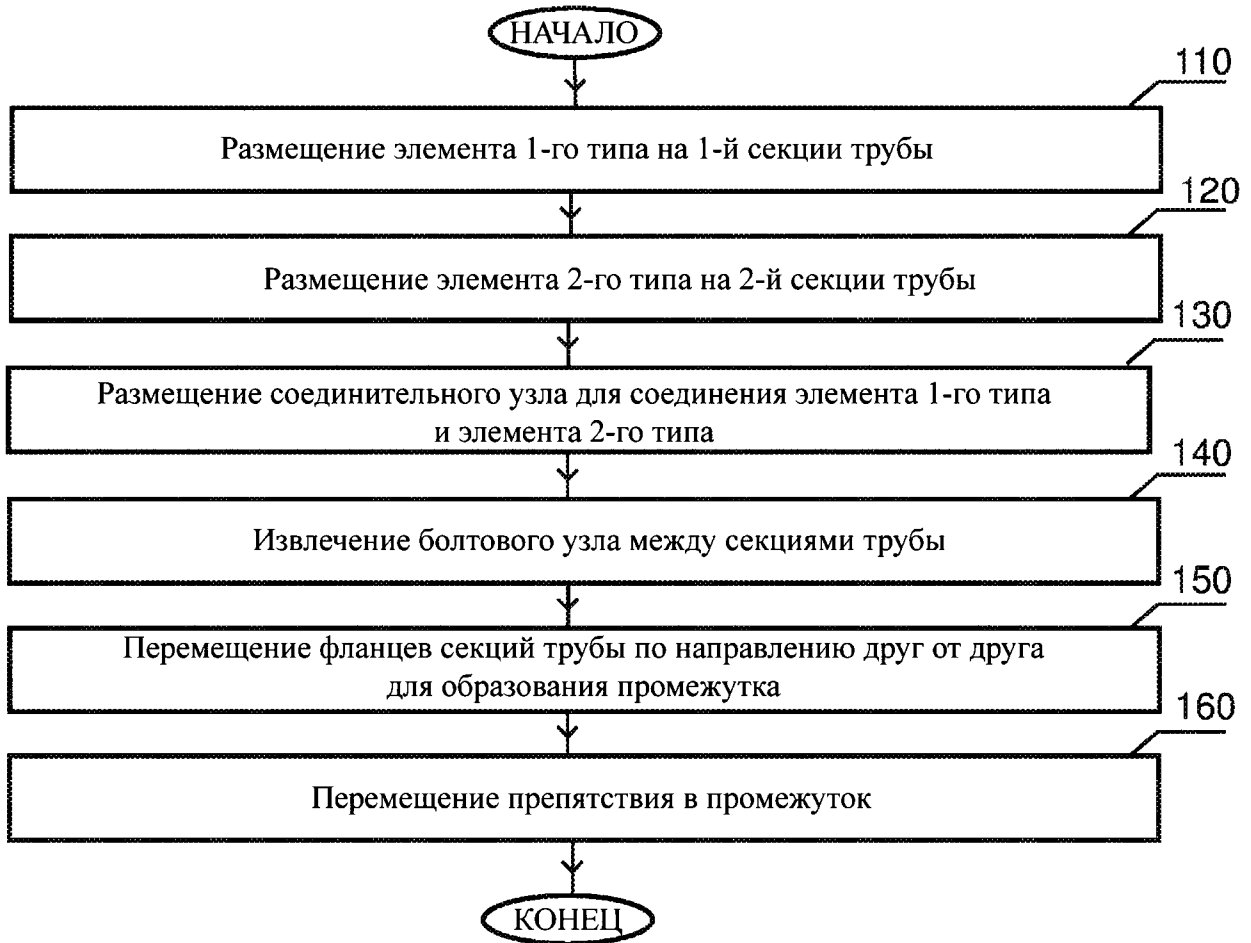 НАЧАЛО
110
Размещение элемента 1-го типа на 1-й секции трубы
120
Размещение элемента 2-го типа на 2-й секции трубы
130
Размещение соединительного узла для соединения элемента 1-го типа
и элемента 2-го типа.
140
Извлечение болтового узла между секциями трубы
150
Перемещение фланцев секций трубы по направлению друг от друга
для образования промежутка
160
Перемещение препятствия в промежуток
КОНЕЦ